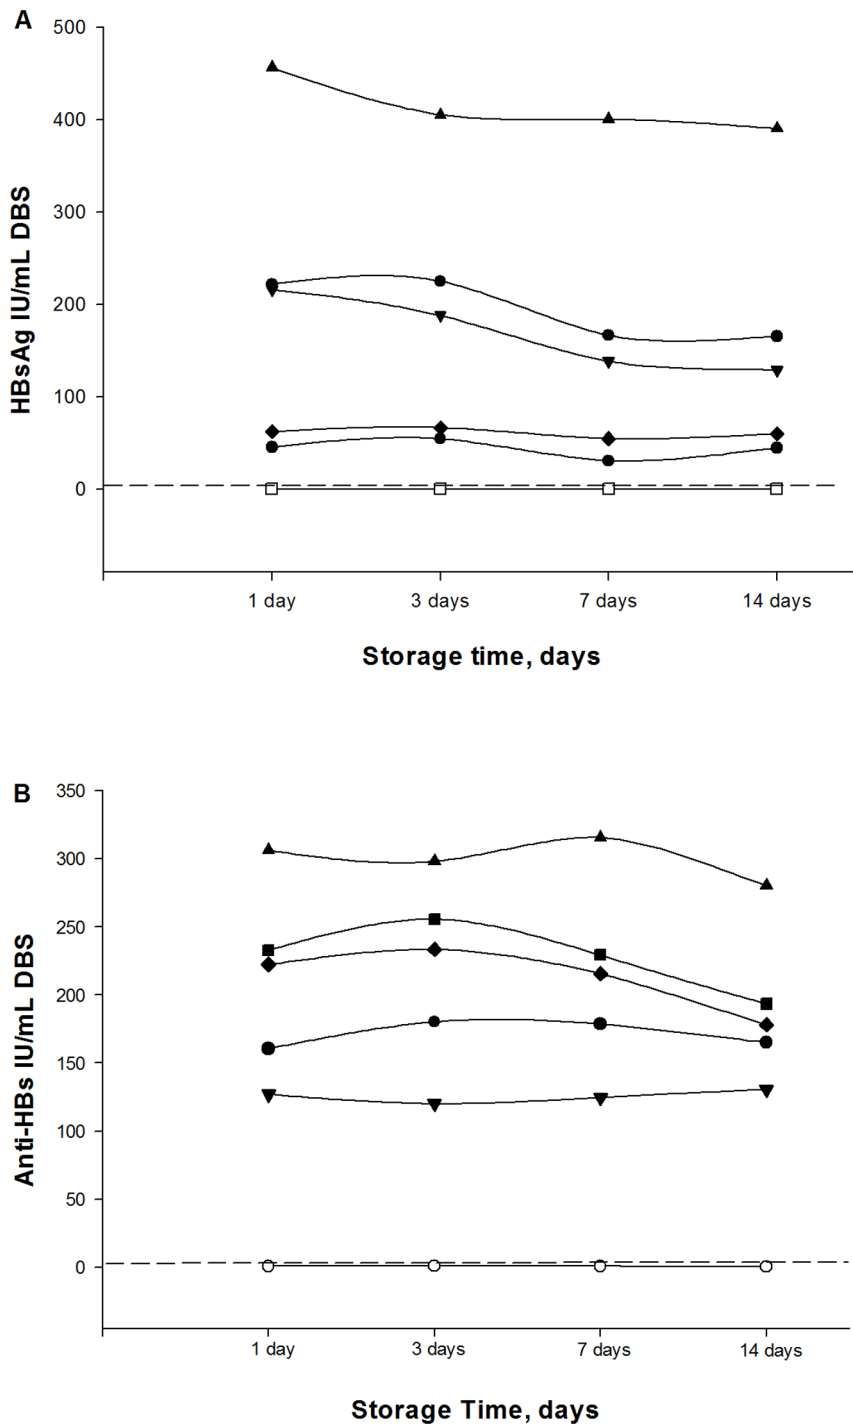 A
HBsAg IU/mL DBS
500
400
300
200
100
0
1 day 3 days 7 days 14 days
Storage time, days
B
Anti-HBs IU/mL DBS
350
300
250
200
150
100
50
0
1 day 3 days 7 days 14 days
Storage Time, days